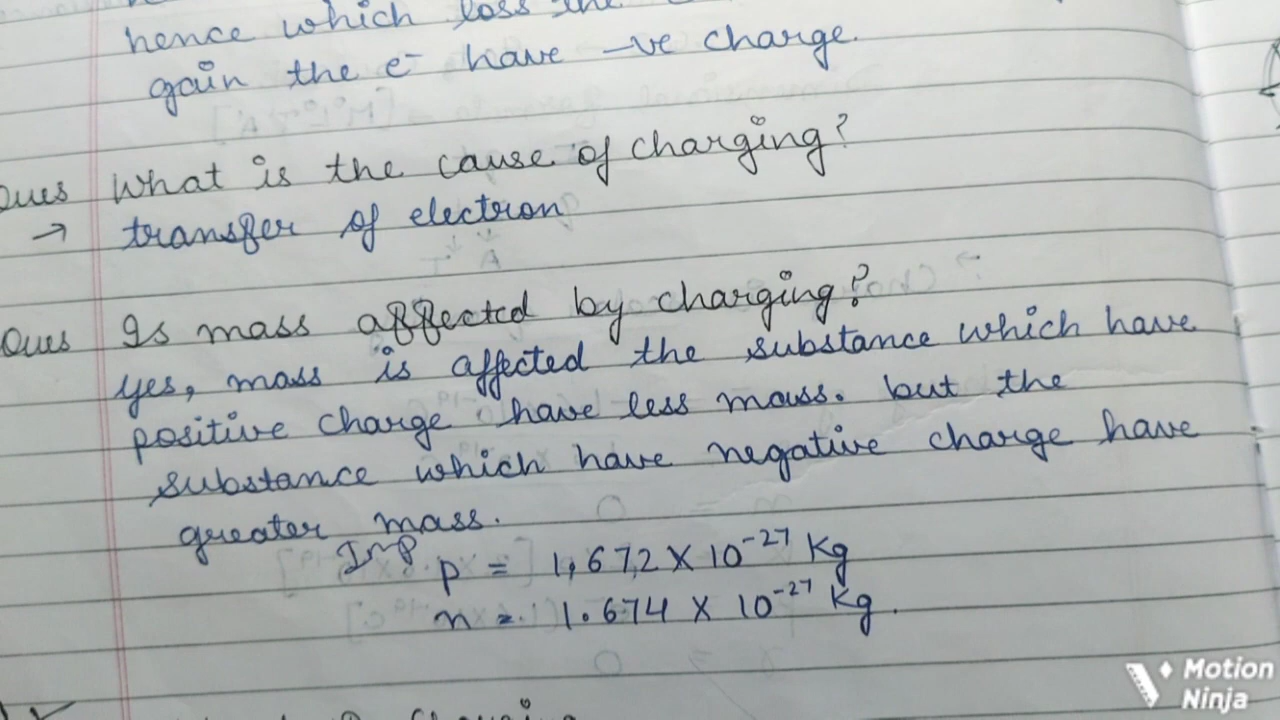 hence which loss the
gain the e⁻ have -ve charge.
Ques What is the cause of charging?
→ transfer of electron
Ques Is mass affected by charging?
yes, mass is affected the substance which have
positive charge have less mass. but the
substance which have negative charge have
greater mass.
Imp p = 1,672 X 10⁻²⁷ Kg
n = 1.674 X 10⁻²⁷ Kg.
charging
Motion
Ninja